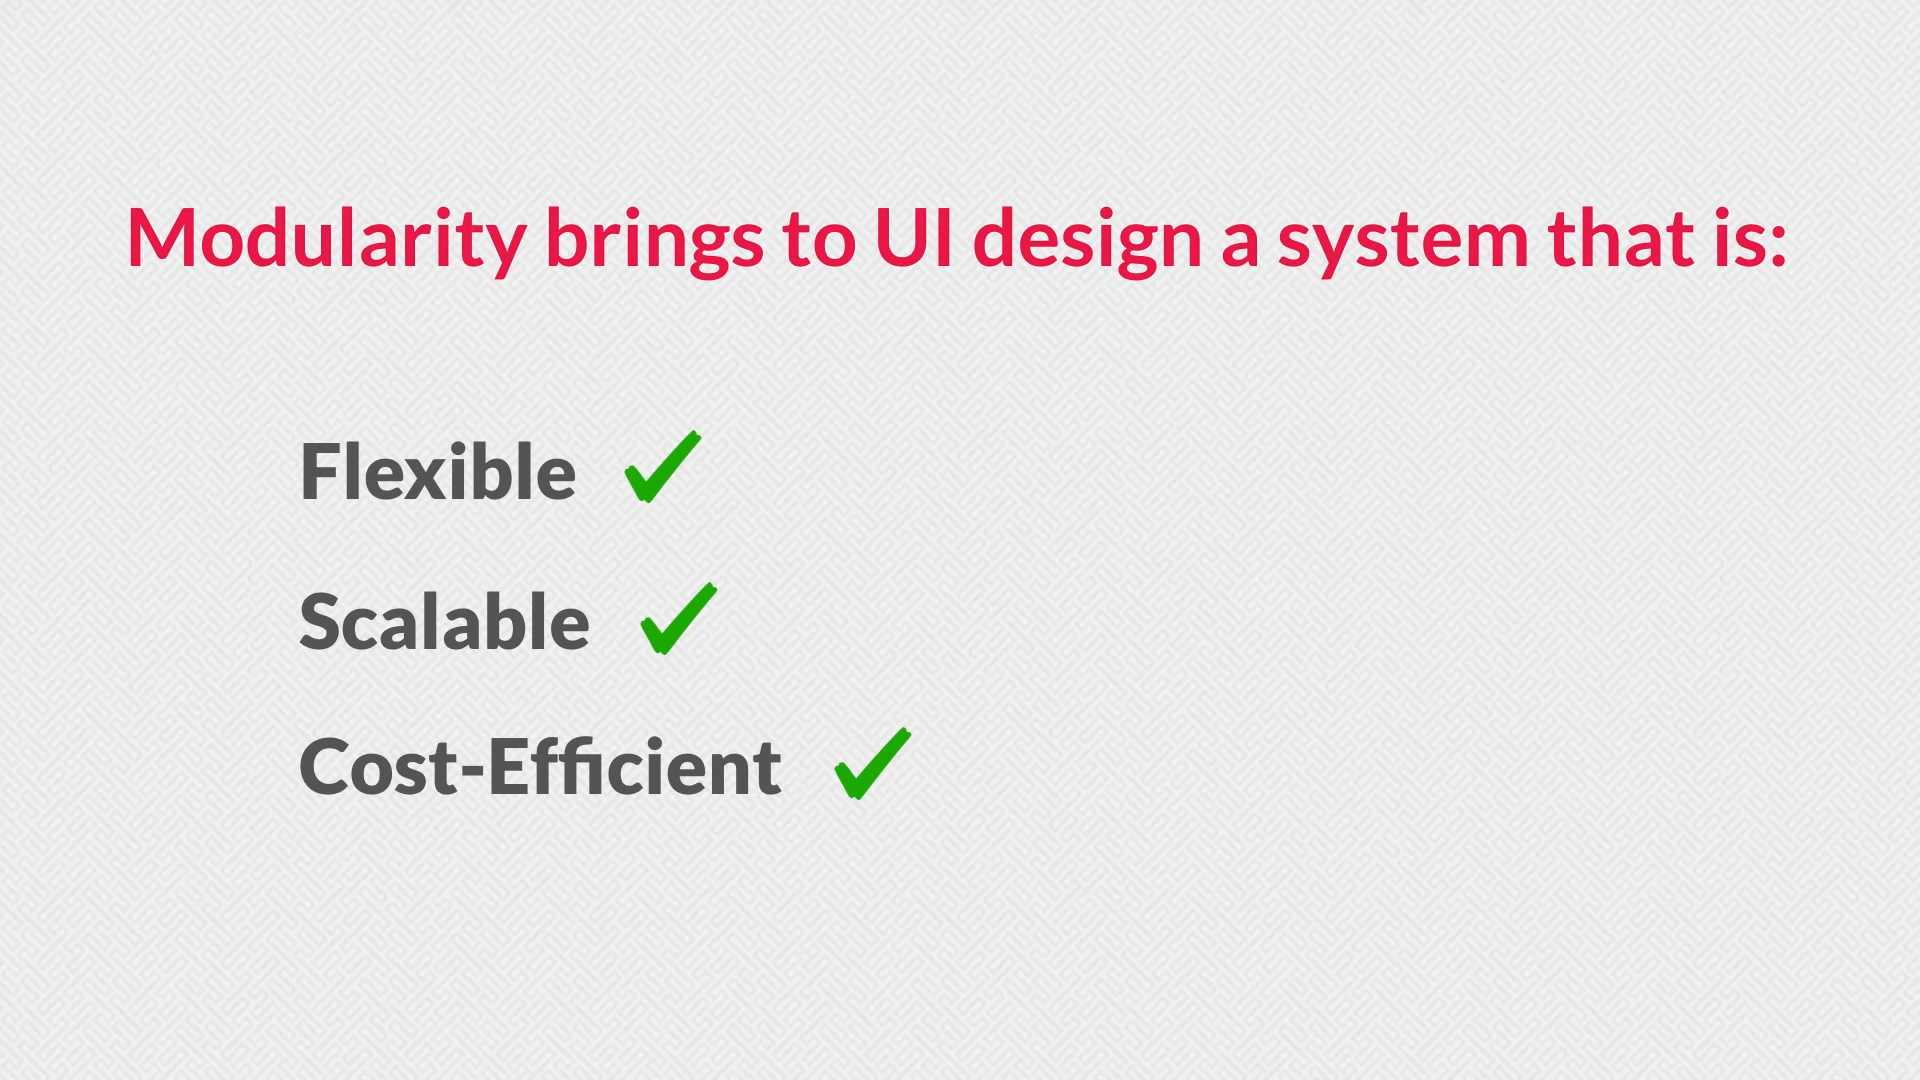 Modularity brings to UI design a system that is:
Flexible
Scalable
Cost-Efficient